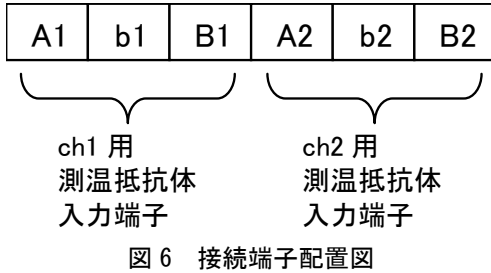 A1 b1 B1 A2 b2 B2
ch1 用
測温抵抗体
入力端子
ch2 用
測温抵抗体
入力端子
図 6 接続端子配置図